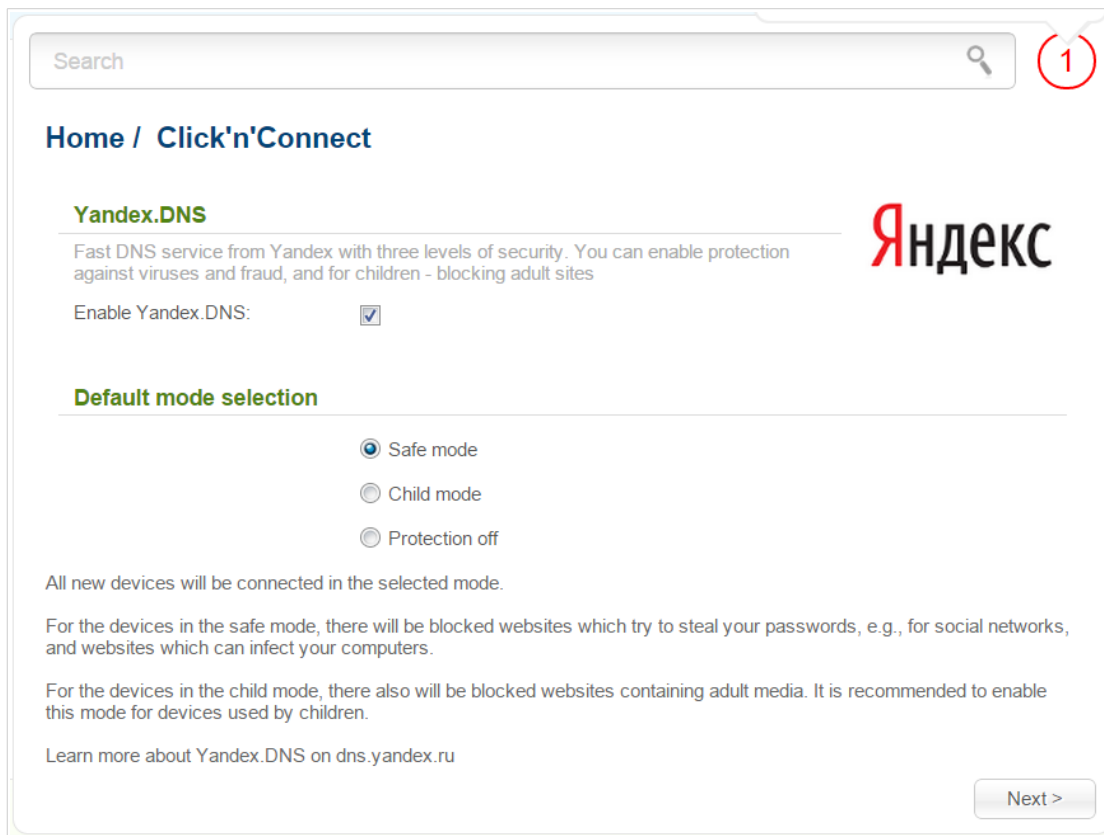 Search
1
Home / Click'n'Connect
Yandex.DNS
Яндекс
Fast DNS service from Yandex with three levels of security. You can enable protection
against viruses and fraud, and for children - blocking adult sites
Enable Yandex.DNS:
Default mode selection
Safe mode
Child mode
Protection off
All new devices will be connected in the selected mode.
For the devices in the safe mode, there will be blocked websites which try to steal your passwords, e.g., for social networks,
and websites which can infect your computers.
For the devices in the child mode, there also will be blocked websites containing adult media. It is recommended to enable
this mode for devices used by children.
Learn more about Yandex.DNS on dns.yandex.ru
Next >